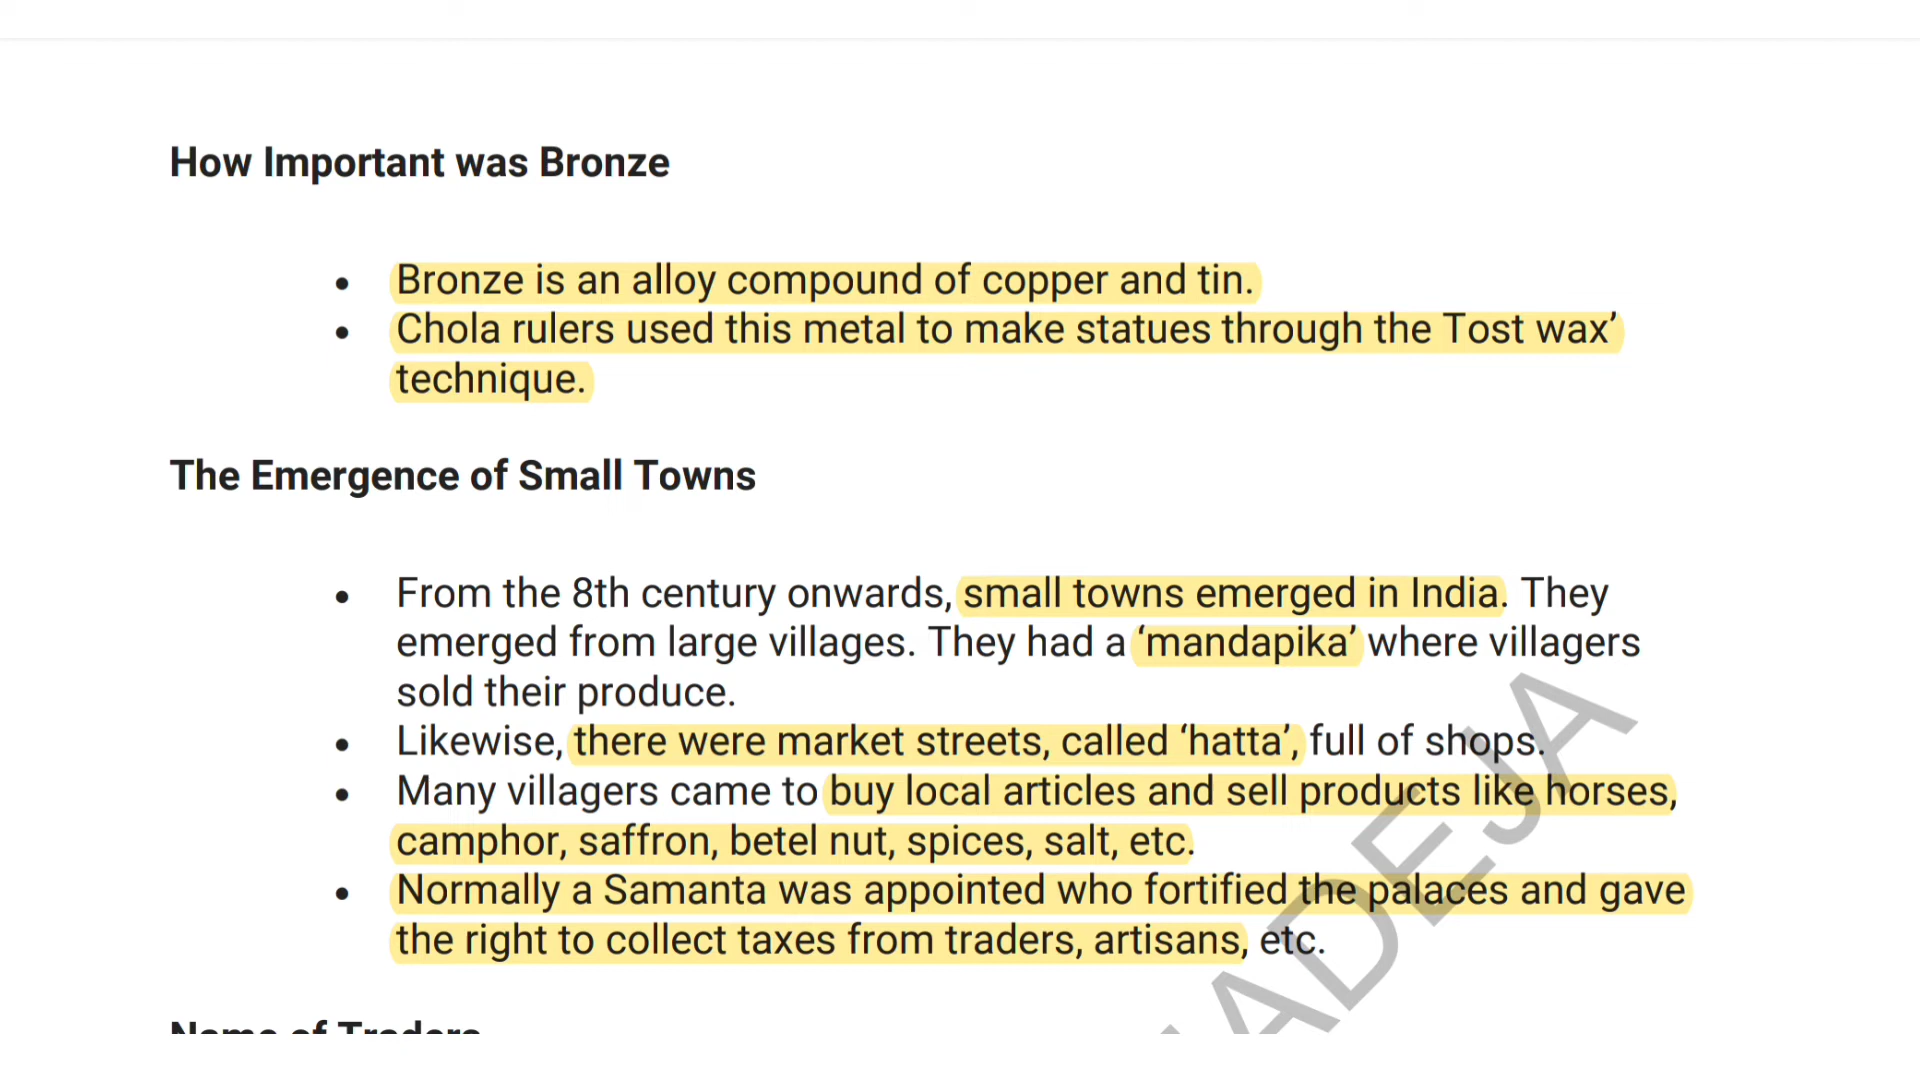 How Important was Bronze
• Bronze is an alloy compound of copper and tin.
• Chola rulers used this metal to make statues through the Tost wax’
technique.
The Emergence of Small Towns
• From the 8th century onwards, small towns emerged in India. They
emerged from large villages. They had a ‘mandapika’ where villagers
sold their produce.
• Likewise, there were market streets, called ‘hatta’, full of shops.
• Many villagers came to buy local articles and sell products like horses,
camphor, saffron, betel nut, spices, salt, etc.
• Normally a Samanta was appointed who fortified the palaces and gave
the right to collect taxes from traders, artisans, etc.
Name of Traders
ADEJA